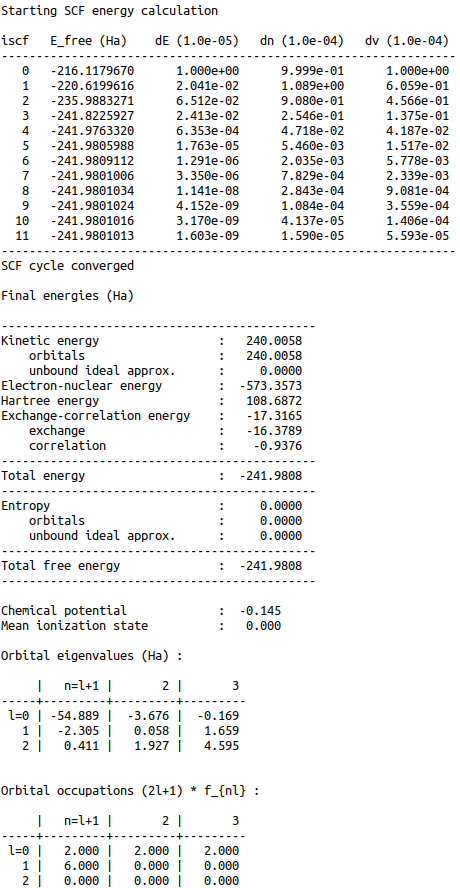 Starting SCF energy calculation
iscf   E_free (Ha)    dE (1.0e-05)   dn (1.0e-04)   dv (1.0e-04)
-----------------------------------------------------------------
   0   -216.1179670      1.000e+00      9.999e-01      1.000e+00
   1   -220.6199616      2.041e-02      1.089e+00      6.059e-01
   2   -235.9883271      6.512e-02      9.080e-01      4.566e-01
   3   -241.8225927      2.413e-02      2.546e-01      1.375e-01
   4   -241.9763320      6.353e-04      4.718e-02      4.187e-02
   5   -241.9805988      1.763e-05      5.460e-03      1.517e-02
   6   -241.9809112      1.291e-06      2.035e-03      5.778e-03
   7   -241.9801006      3.350e-06      7.829e-04      2.339e-03
   8   -241.9801034      1.141e-08      2.843e-04      9.081e-04
   9   -241.9801024      4.152e-09      1.084e-04      3.559e-04
  10   -241.9801016      3.170e-09      4.137e-05      1.406e-04
  11   -241.9801013      1.603e-09      1.590e-05      5.593e-05
-----------------------------------------------------------------
SCF cycle converged
Final energies (Ha)
---------------------------------------------
Kinetic energy                 :   240.0058
    orbitals                   :   240.0058
    unbound ideal approx.      :     0.0000
Electron-nuclear energy        :  -573.3573
Hartree energy                 :   108.6872
Exchange-correlation energy    :   -17.3165
    exchange                   :   -16.3789
    correlation                :    -0.9376
---------------------------------------------
Total energy                   :  -241.9808
---------------------------------------------
Entropy                        :     0.0000
    orbitals                   :     0.0000
    unbound ideal approx.      :     0.0000
---------------------------------------------
Total free energy              :  -241.9808
---------------------------------------------
Chemical potential             :  -0.145
Mean ionization state          :   0.000
Orbital eigenvalues (Ha) :
     |   n=l+1 |       2 |       3
-----+---------+---------+---------
 l=0 | -54.889 |  -3.676 |  -0.169
   1 |  -2.305 |   0.058 |   1.659
   2 |   0.411 |   1.927 |   4.595
Orbital occupations (2l+1) * f_{nl} :
     |   n=l+1 |       2 |       3
-----+---------+---------+---------
 l=0 |   2.000 |   2.000 |   2.000
   1 |   6.000 |   0.000 |   0.000
   2 |   0.000 |   0.000 |   0.000